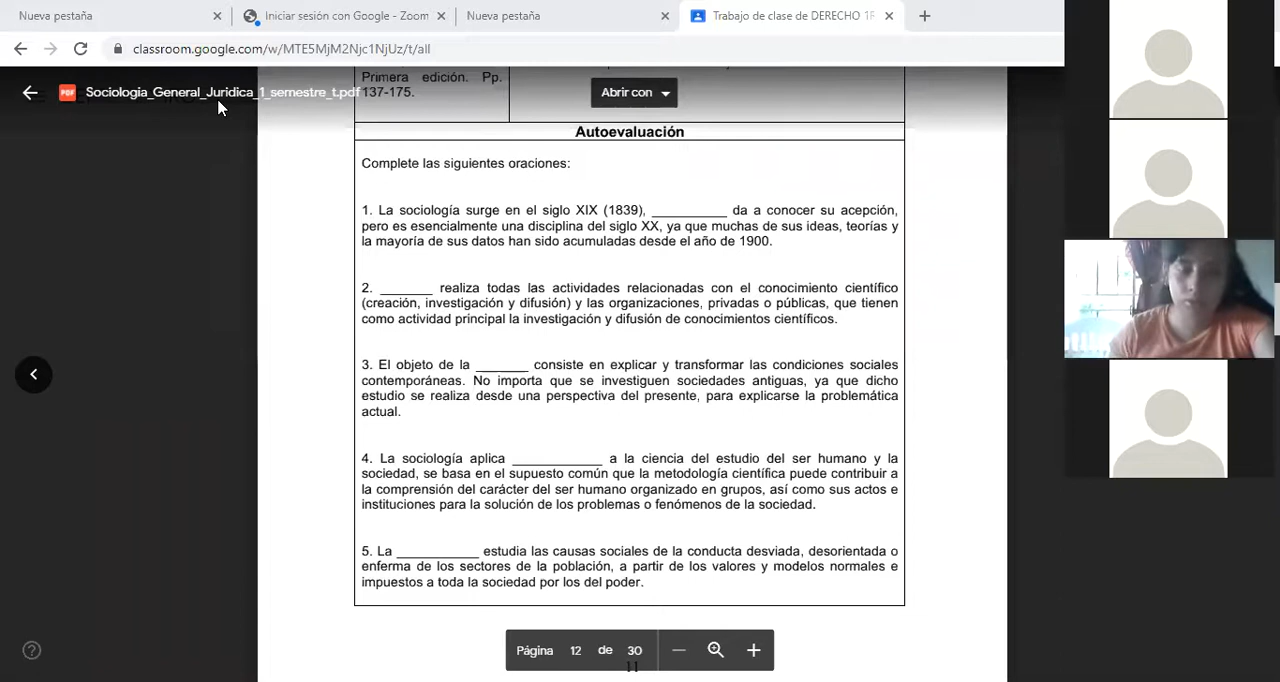 Nueva pestaña
Iniciar sesión con Google - Zoom
Nueva pestaña
Trabajo de clase de DERECHO 1
classroom.google.com/w/MTE5MjM2Njc1NjUz/t/all
Sociologia_General_Juridica_1_semestre_t.pdf
Abrir con
Primera edición. Pp.
137-175.
Autoevaluación
Complete las siguientes oraciones:
1. La sociología surge en el siglo XIX (1839), __________ da a conocer su acepción,
pero es esencialmente una disciplina del siglo XX, ya que muchas de sus ideas, teorías y
la mayoría de sus datos han sido acumuladas desde el año de 1900.
2. _______ realiza todas las actividades relacionadas con el conocimiento científico
(creación, investigación y difusión) y las organizaciones, privadas o públicas, que tienen
como actividad principal la investigación y difusión de conocimientos científicos.
3. El objeto de la _______ consiste en explicar y transformar las condiciones sociales
contemporáneas. No importa que se investiguen sociedades antiguas, ya que dicho
estudio se realiza desde una perspectiva del presente, para explicarse la problemática
actual.
4. La sociología aplica ____________ a la ciencia del estudio del ser humano y la
sociedad, se basa en el supuesto común que la metodología científica puede contribuir a
la comprensión del carácter del ser humano organizado en grupos, así como sus actos e
instituciones para la solución de los problemas o fenómenos de la sociedad.
5. La ___________ estudia las causas sociales de la conducta desviada, desorientada o
enferma de los sectores de la población, a partir de los valores y modelos normales e
impuestos a toda la sociedad por los del poder.
Página 12 de 30
11